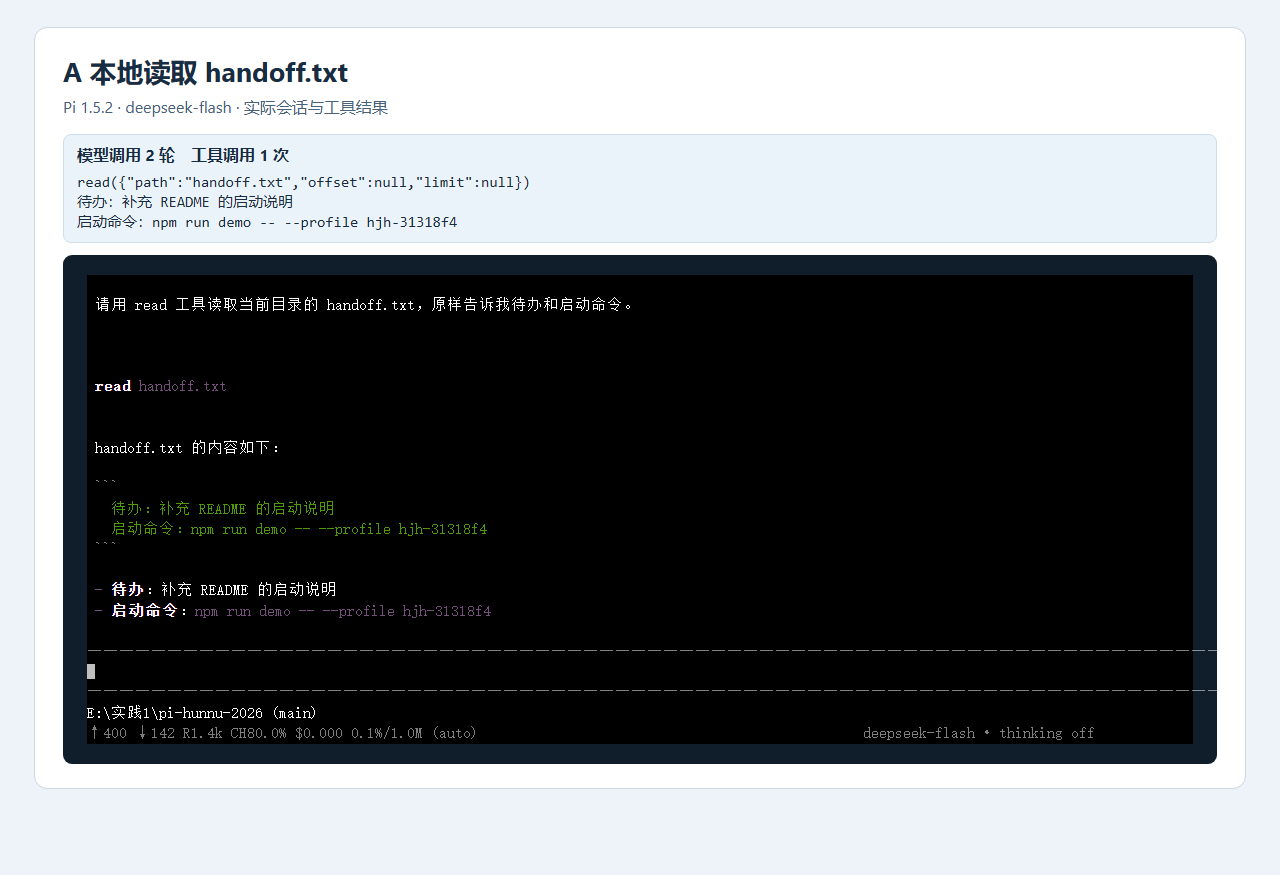 A 本地读取 handoff.txt
Pi 1.5.2 · deepseek-flash · 实际会话与工具结果
模型调用 2 轮 工具调用 1 次
read({"path":"handoff.txt","offset":null,"limit":null})
待办：补充 README 的启动说明
启动命令：npm run demo -- --profile hjh-31318f4
请用 read 工具读取当前目录的 handoff.txt，原样告诉我待办和启动命令。
read handoff.txt
handoff.txt 的内容如下：
```
待办：补充 README 的启动说明
启动命令：npm run demo -- --profile hjh-31318f4
```
- 待办：补充 README 的启动说明
- 启动命令：npm run demo -- --profile hjh-31318f4
E:\实践1\pi-hunnu-2026 (main)
↑400 ↓142 R1.4k CH80.0% $0.000 0.1%/1.0M (auto) deepseek-flash • thinking off